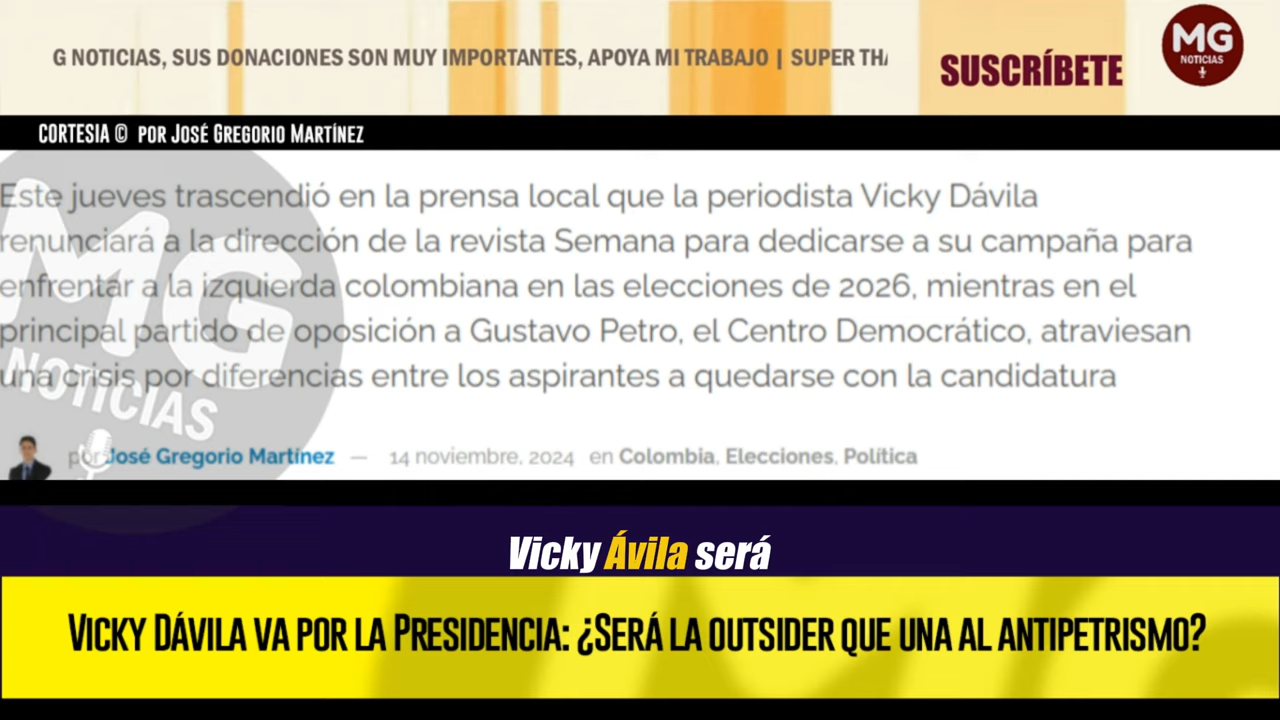 G NOTICIAS, SUS DONACIONES SON MUY IMPORTANTES, APOYA MI TRABAJO | SUPER THA
SUSCRÍBETE
MG
NOTICIAS
CORTESIA © POR JOSÉ GREGORIO MARTÍNEZ
Este jueves trascendió en la prensa local que la periodista Vicky Dávila
renunciará a la dirección de la revista Semana para dedicarse a su campaña para
enfrentar a la izquierda colombiana en las elecciones de 2026, mientras en el
principal partido de oposición a Gustavo Petro, el Centro Democrático, atraviesan
una crisis por diferencias entre los aspirantes a quedarse con la candidatura
MG
NOTICIAS
por José Gregorio Martínez — 14 noviembre, 2024 en Colombia, Elecciones, Política
Vicky Ávila será
VICKY DÁVILA VA POR LA PRESIDENCIA: ¿SERÁ LA OUTSIDER QUE UNA AL ANTIPETRISMO?